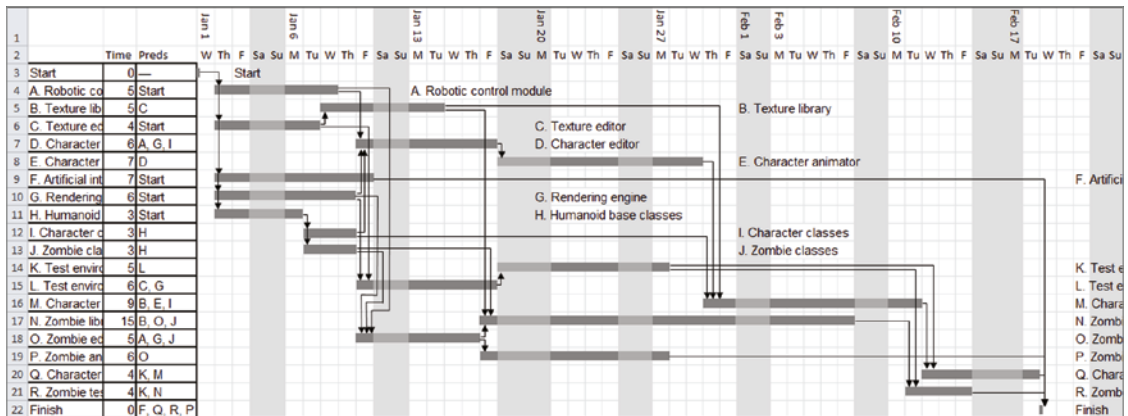 1 Jan 1 Jan 6 Jan 13 Jan 20 Jan 27 Feb 1 Feb 3 Feb 10 Feb 17
2 Time Preds W Th F Sa Su M Tu W Th F Sa Su M Tu W Th F Sa Su M Tu W Th F Sa Su M Tu W Th F Sa Su M Tu W Th F Sa Su M Tu W Th F Sa Su M Tu W Th F Sa Su
3 Start 0 — Start
4 A. Robotic co 5 Start A. Robotic control module
5 B. Texture lib 5 C B. Texture library
6 C. Texture ed 4 Start C. Texture editor
7 D. Character 6 A, G, I D. Character editor
8 E. Character 7 D E. Character animator
9 F. Artificial int 7 Start F. Artifici
10 G. Rendering 6 Start G. Rendering engine
11 H. Humanoid 3 Start H. Humanoid base classes
12 I. Character c 3 H I. Character classes
13 J. Zombie cla 3 H J. Zombie classes
14 K. Test enviro 5 L K. Test e
15 L. Test enviro 6 C, G L. Test e
16 M. Character 9 B, E, I M. Chara
17 N. Zombie libr 15 B, O, J N. Zomb
18 O. Zombie ed 5 A, G, J O. Zomb
19 P. Zombie an 6 O P. Zomb
20 Q. Character 4 K, M Q. Chara
21 R. Zombie tes 4 K, N R. Zomb
22 Finish 0 F, Q, R, P Finish